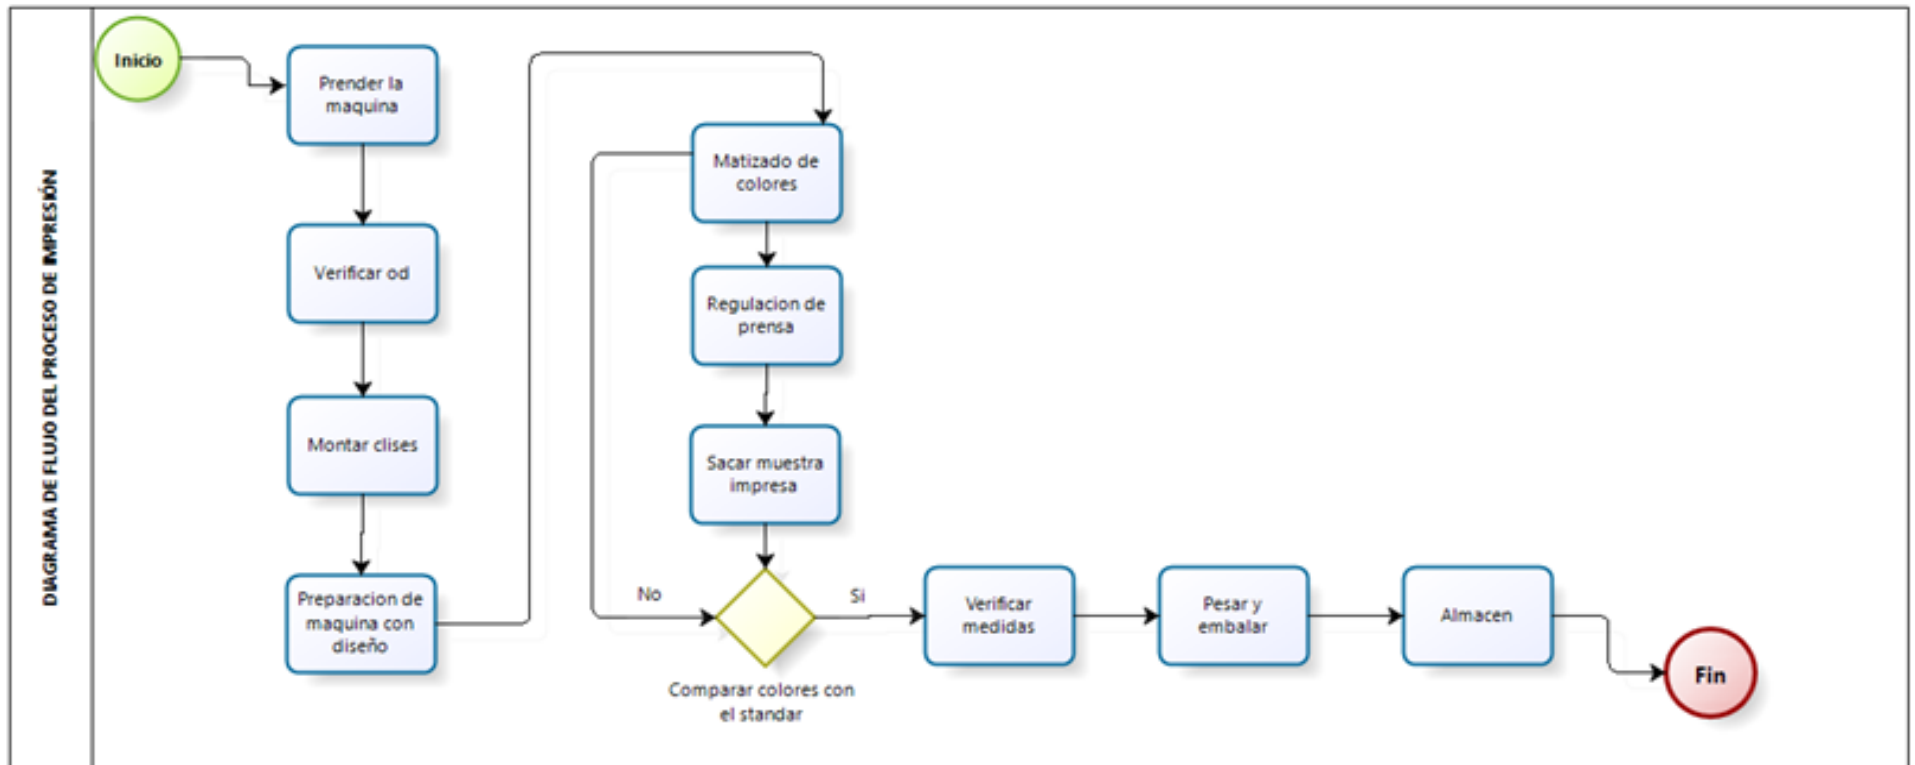 DIAGRAMA DE FLUJO DEL PROCESO DE IMPRESIÓN
Inicio
Prender la
maquina
Verificar od
Montar clises
Preparacion de
maquina con
diseño
Matizado de
colores
Regulacion de
prensa
Sacar muestra
impresa
No
Si
Comparar colores con
el standar
Verificar
medidas
Pesar y
embalar
Almacen
Fin